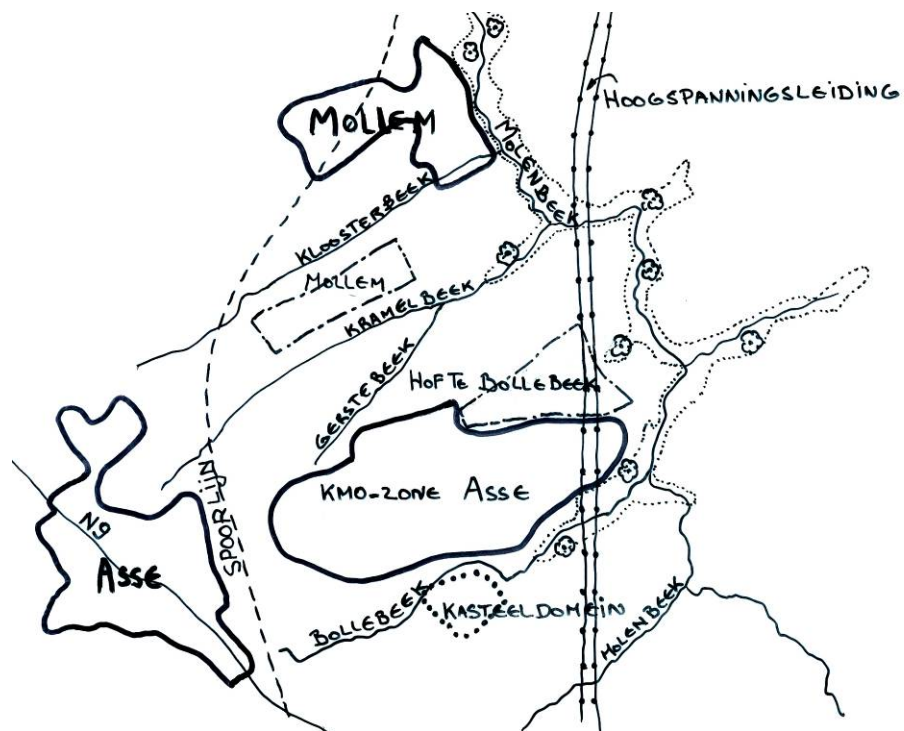 HOOGSPANNINGSLEIDING
MOLLEM
MOLENBEEK
KLOOSTERBEEK
MOLLEM
KRAMELBEEK
HOF TE BOLLEBEEK
GERSTEBEEK
SPOORLIJN
KMO-ZONE ASSE
N9
ASSE
BOLLEBEEK
KASTEELDOMEIN
MOLENBEEK